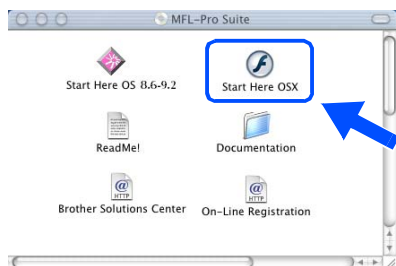 MFL-Pro Suite
Start Here OS 8.6-9.2
Start Here OSX
ReadMe!
Documentation
HTTP
HTTP
Brother Solutions Center
On-Line Registration